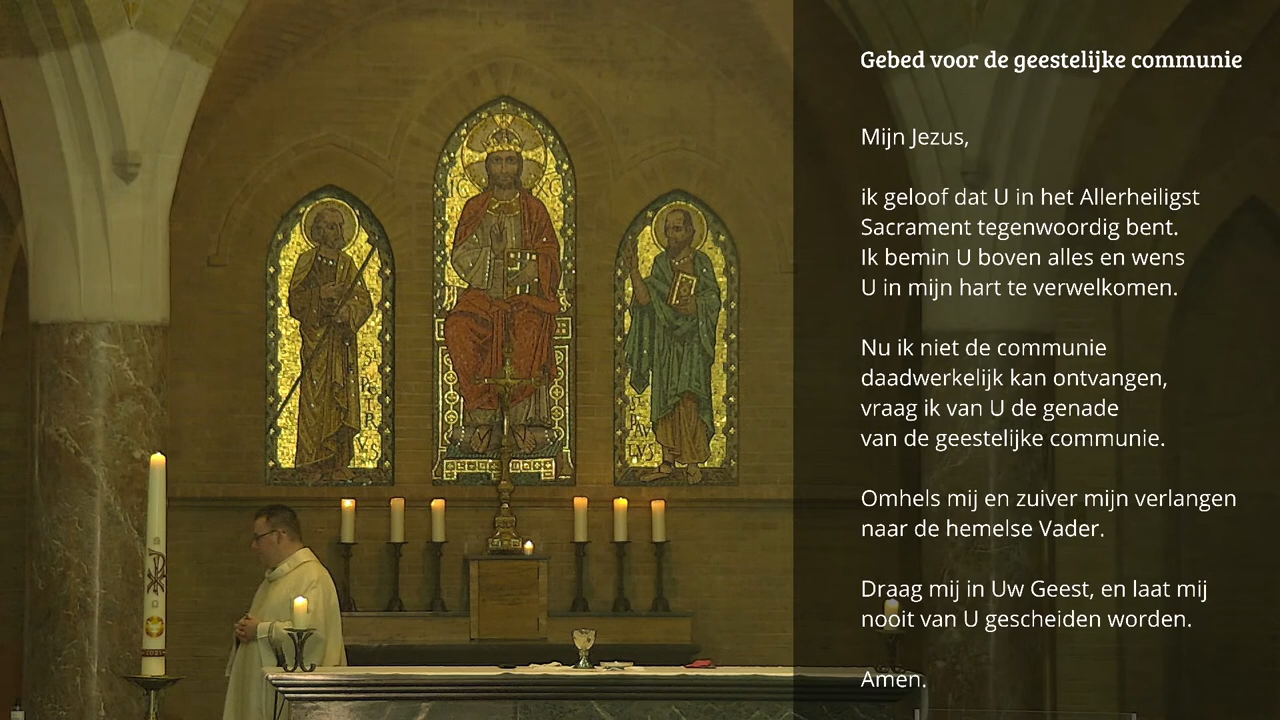 Gebed voor de geestelijke communie
Mijn Jezus,
ik geloof dat U in het Allerheiligst
Sacrament tegenwoordig bent.
Ik bemin U boven alles en wens
U in mijn hart te verwelkomen.
Nu ik niet de communie
daadwerkelijk kan ontvangen,
vraag ik van U de genade
van de geestelijke communie.
Omhels mij en zuiver mijn verlangen
naar de hemelse Vader.
Draag mij in Uw Geest, en laat mij
nooit van U gescheiden worden.
Amen.
2021